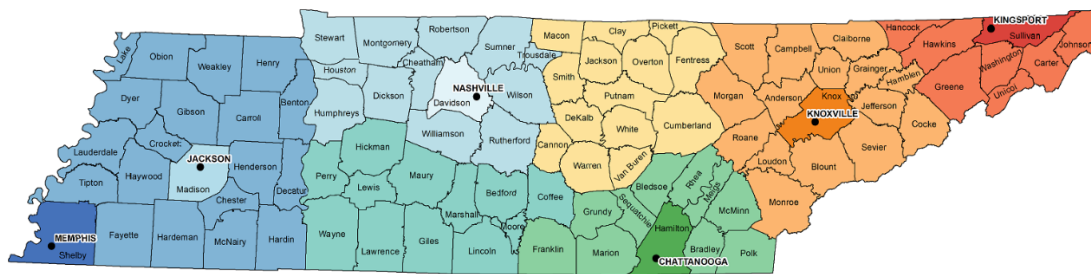 Lake
Obion
Weakley
Henry
Dyer
Gibson
Carroll
Benton
Lauderdale
Crocket
Haywood
Tipton
JACKSON
Madison
Henderson
Decatur
Chester
MEMPHIS
Shelby
Fayette
Hardeman
McNairy
Hardin
Stewart
Montgomery
Robertson
Sumner
Trousdale
Houston
Cheatham
Dickson
Humphreys
NASHVILLE
Davidson
Wilson
Williamson
Rutherford
Hickman
Perry
Lewis
Maury
Bedford
Coffee
Marshall
Moore
Wayne
Lawrence
Giles
Lincoln
Macon
Clay
Pickett
Jackson
Overton
Fentress
Smith
Putnam
DeKalb
White
Cumberland
Cannon
Warren
Van Buren
Bledsoe
Rhea
Meigs
Sequatchie
Grundy
McMinn
Franklin
Marion
Hamilton
CHATTANOOGA
Bradley
Polk
Scott
Campbell
Claiborne
Union
Grainger
Hamblen
Morgan
Anderson
Knox
KNOXVILLE
Jefferson
Cocke
Roane
Loudon
Blount
Sevier
Monroe
Hancock
Hawkins
KINGSPORT
Sullivan
Johnson
Washington
Carter
Greene
Unicoi